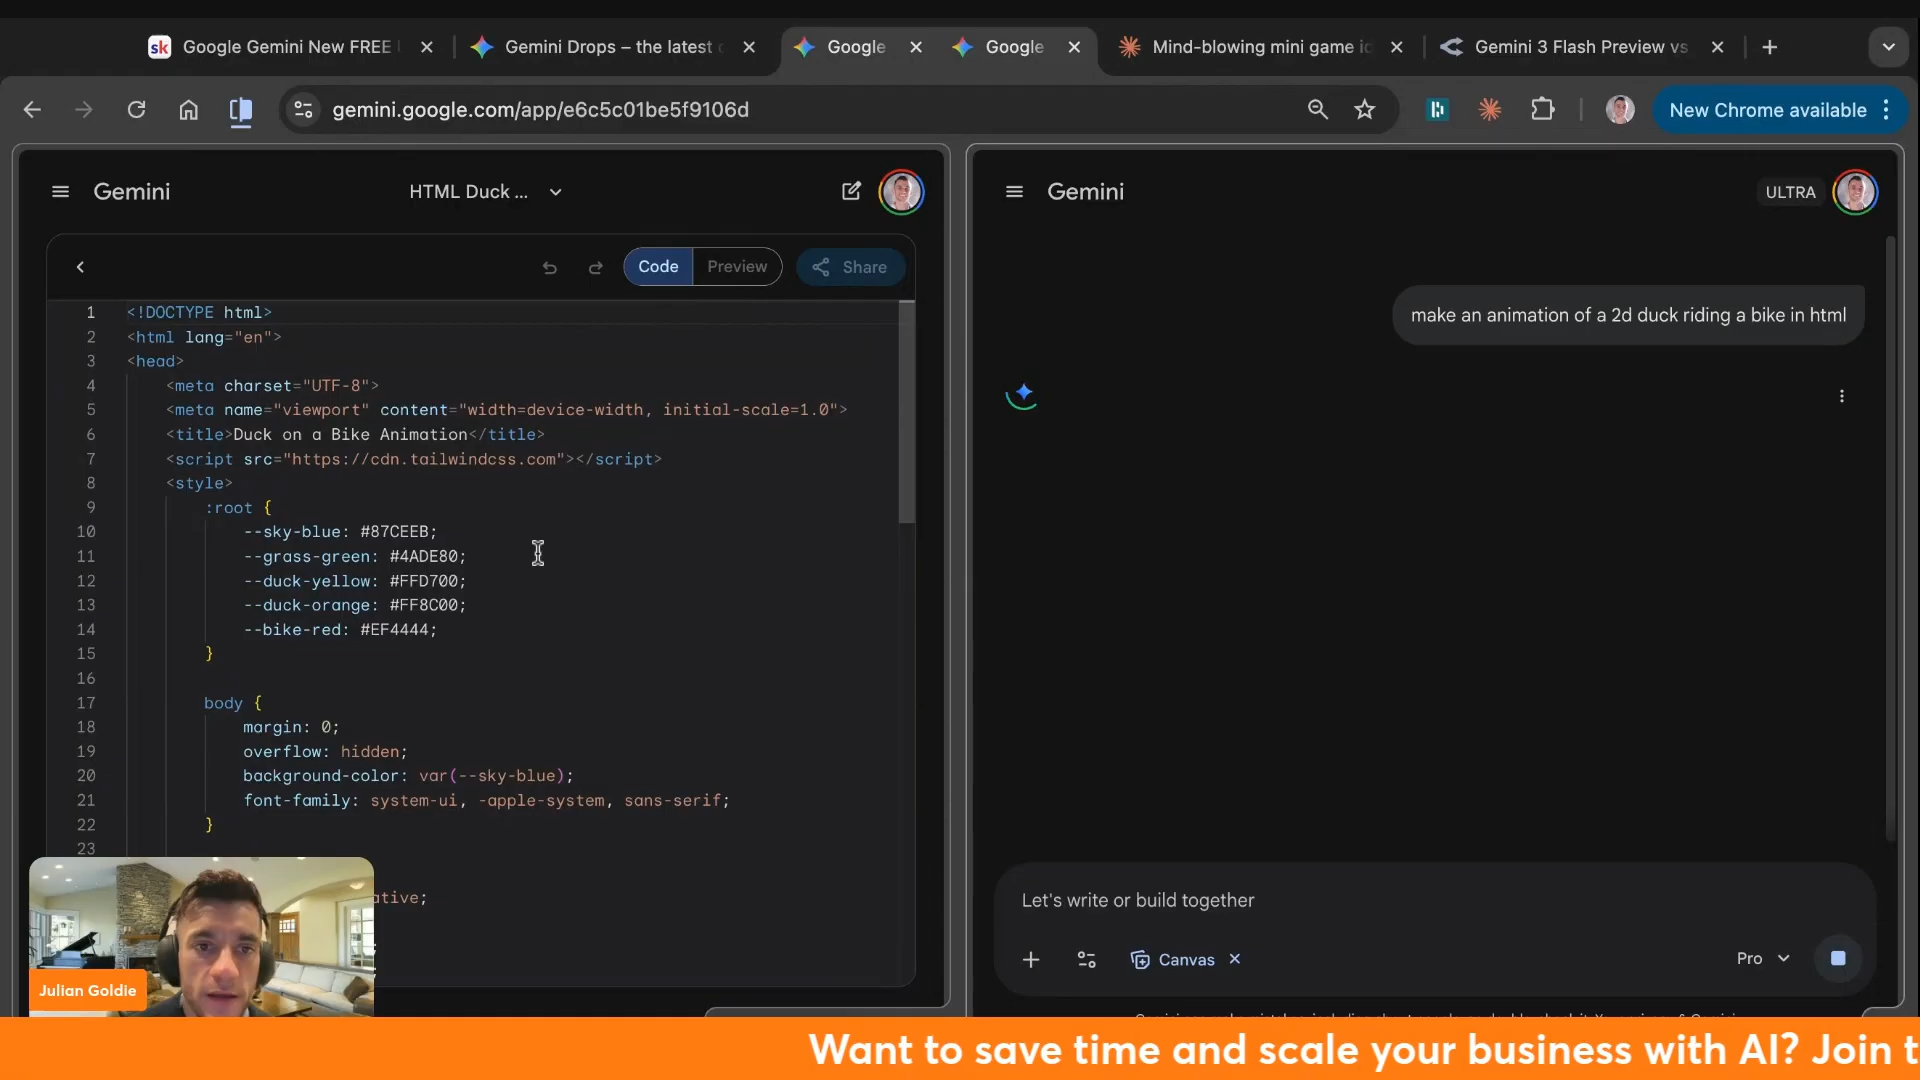 sk Google Gemini New FREE
Gemini Drops – the latest
Google
Google
Mind-blowing mini game
Gemini 3 Flash Preview vs
gemini.google.com/app/e6c5c01be5f9106d
New Chrome available
Gemini
HTML Duck ...
Code
Preview
Share
1 <!DOCTYPE html>
2 <html lang="en">
3 <head>
4 <meta charset="UTF-8">
5 <meta name="viewport" content="width=device-width, initial-scale=1.0">
6 <title>Duck on a Bike Animation</title>
7 <script src="https://cdn.tailwindcss.com"></script>
8 <style>
9 :root {
10 --sky-blue: #87CEEB;
11 --grass-green: #4ADE80;
12 --duck-yellow: #FFD700;
13 --duck-orange: #FF8C00;
14 --bike-red: #EF4444;
15 }
16
17 body {
18 margin: 0;
19 overflow: hidden;
20 background-color: var(--sky-blue);
21 font-family: system-ui, -apple-system, sans-serif;
22 }
23
ative;
Gemini
ULTRA
make an animation of a 2d duck riding a bike in html
Let's write or build together
Canvas
Pro
Julian Goldie
Want to save time and scale your business with AI? Join t